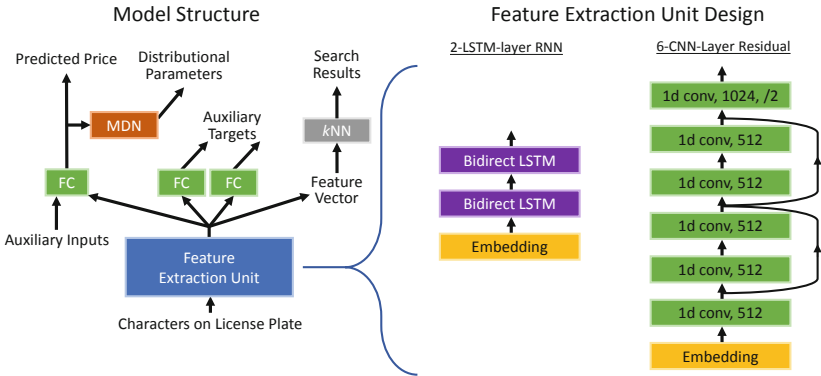 Model Structure
Predicted Price
Distributional
Parameters
Search
Results
MDN
Auxiliary
Targets
kNN
FC
FC
FC
Feature
Vector
Auxiliary Inputs
Feature
Extraction Unit
Characters on License Plate
Feature Extraction Unit Design
2-LSTM-layer RNN
Bidirect LSTM
Bidirect LSTM
Embedding
6-CNN-Layer Residual
1d conv, 1024, /2
1d conv, 512
1d conv, 512
1d conv, 512
1d conv, 512
1d conv, 512
Embedding